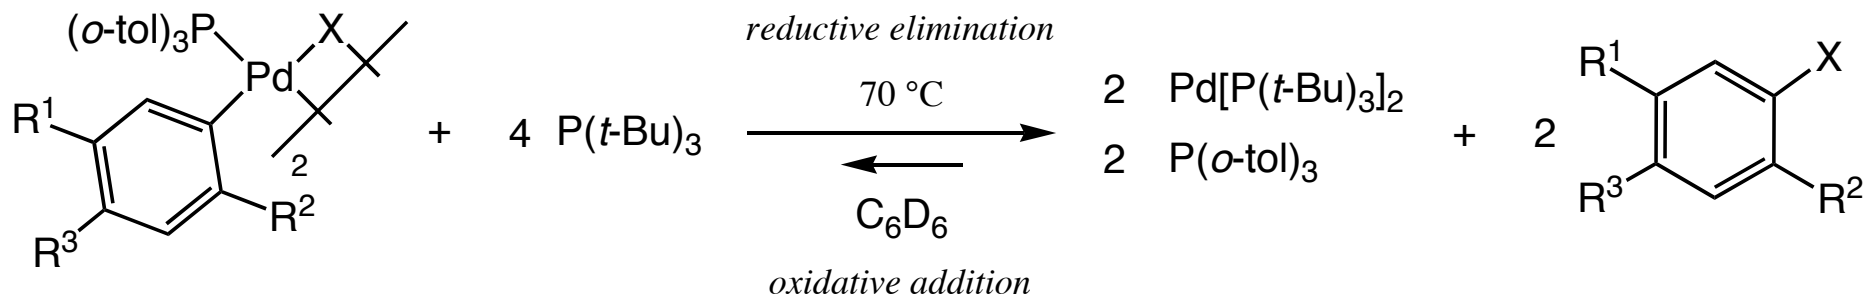 (o-tol)₃P
X
Pd
2
R¹
R²
R³
+ 4 P(t-Bu)₃
reductive elimination
70 °C
C₆D₆
oxidative addition
2 Pd[P(t-Bu)₃]₂
2 P(o-tol)₃
+ 2
R¹
X
R³
R²